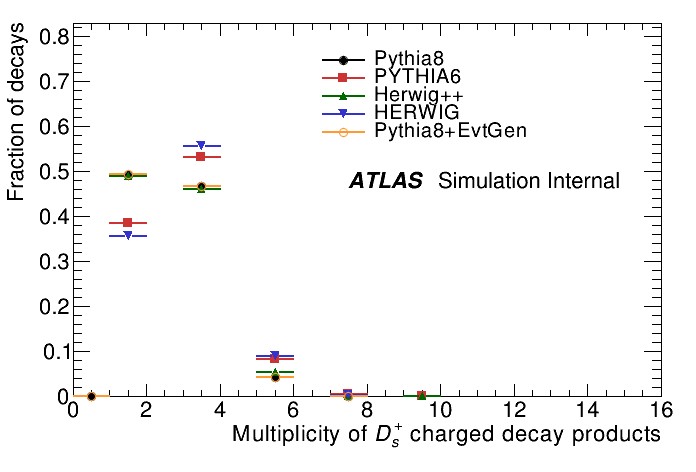 Fraction of decays
0.8
0.7
0.6
0.5
0.4
0.3
0.2
0.1
0
Pythia8
PYTHIA6
Herwig++
HERWIG
Pythia8+EvtGen
ATLAS Simulation Internal
0 2 4 6 8 10 12 14 16
Multiplicity of D_s^+ charged decay products